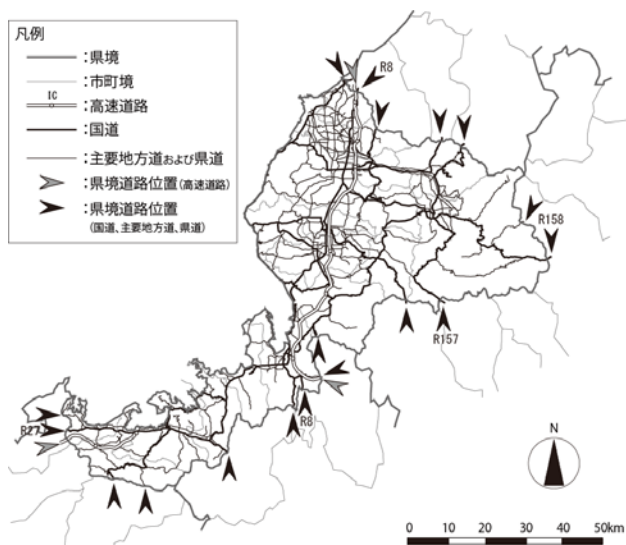 凡例
:県境
:市町境
IC
:高速道路
:国道
:主要地方道および県道
:県境道路位置(高速道路)
:県境道路位置
(国道、主要地方道、県道)
R8
R158
R157
R8
R27
N
0 10 20 30 40 50km